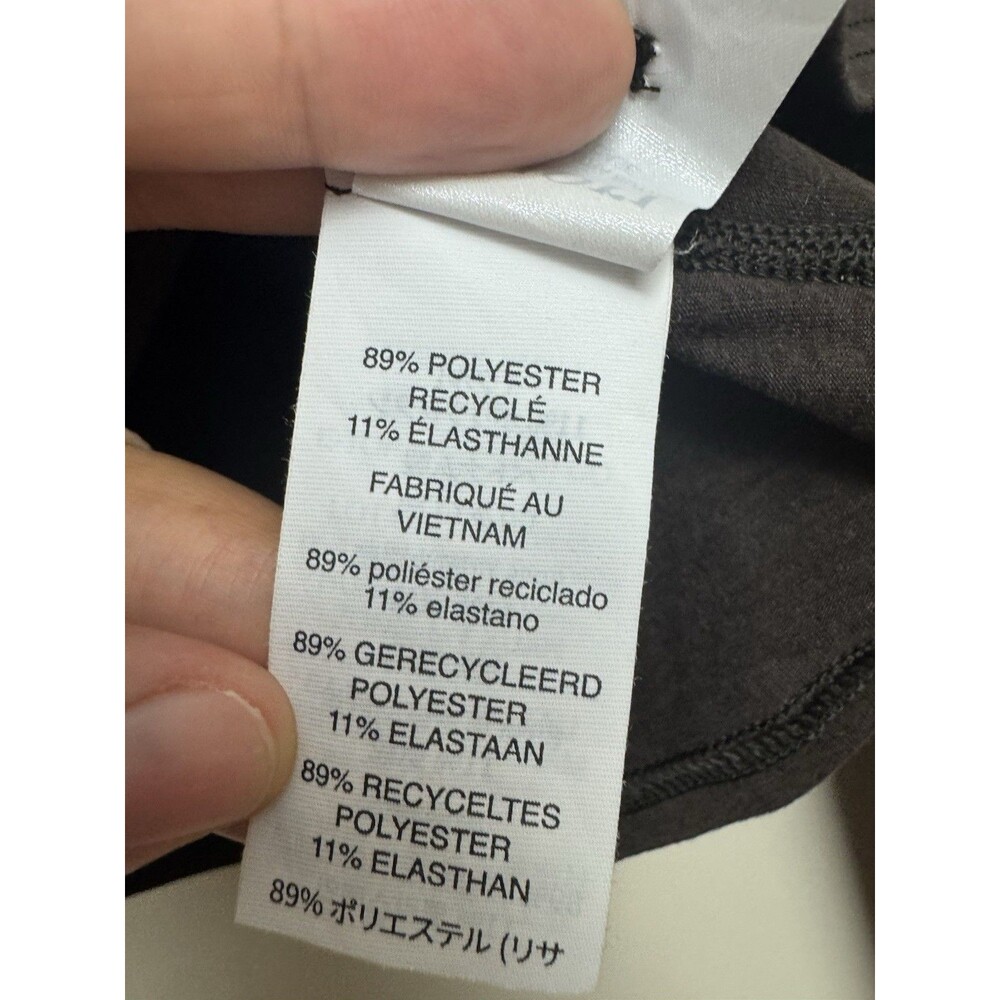 89% POLYESTER
RECYCLÉ
11% ÉLASTHANNE
FABRIQUÉ AU
VIETNAM
89% poliéster reciclado
11% elastano
89% GERECYCLEERD
POLYESTER
11% ELASTAAN
89% RECYCELTES
POLYESTER
11% ELASTHAN
89% ポリエステル (リサ